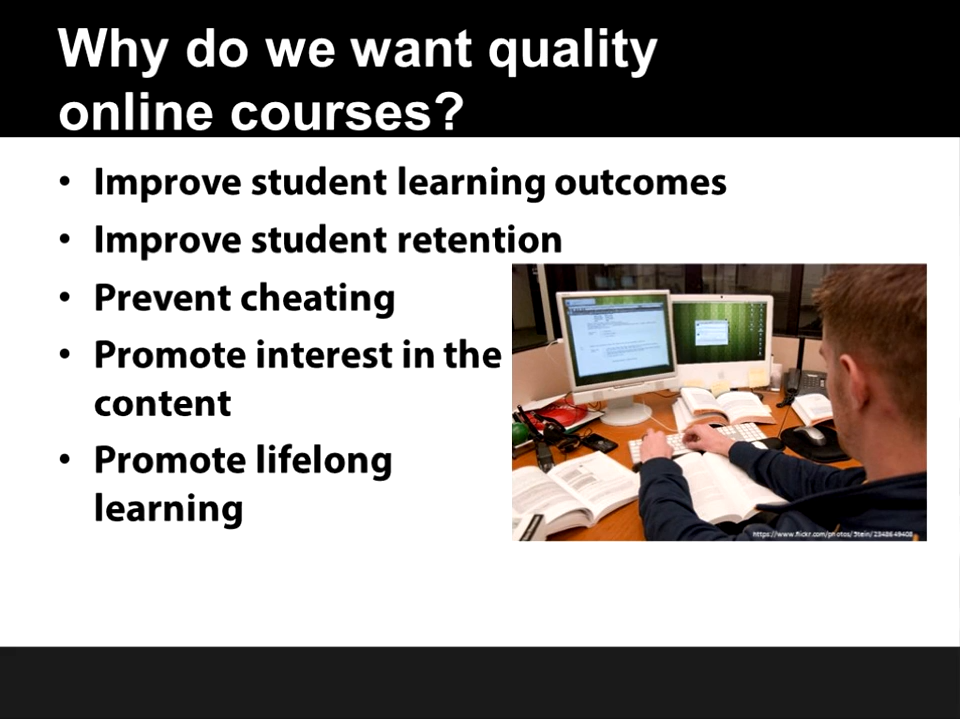 Why do we want quality
online courses?
• Improve student learning outcomes
• Improve student retention
• Prevent cheating
• Promote interest in the
content
• Promote lifelong
learning